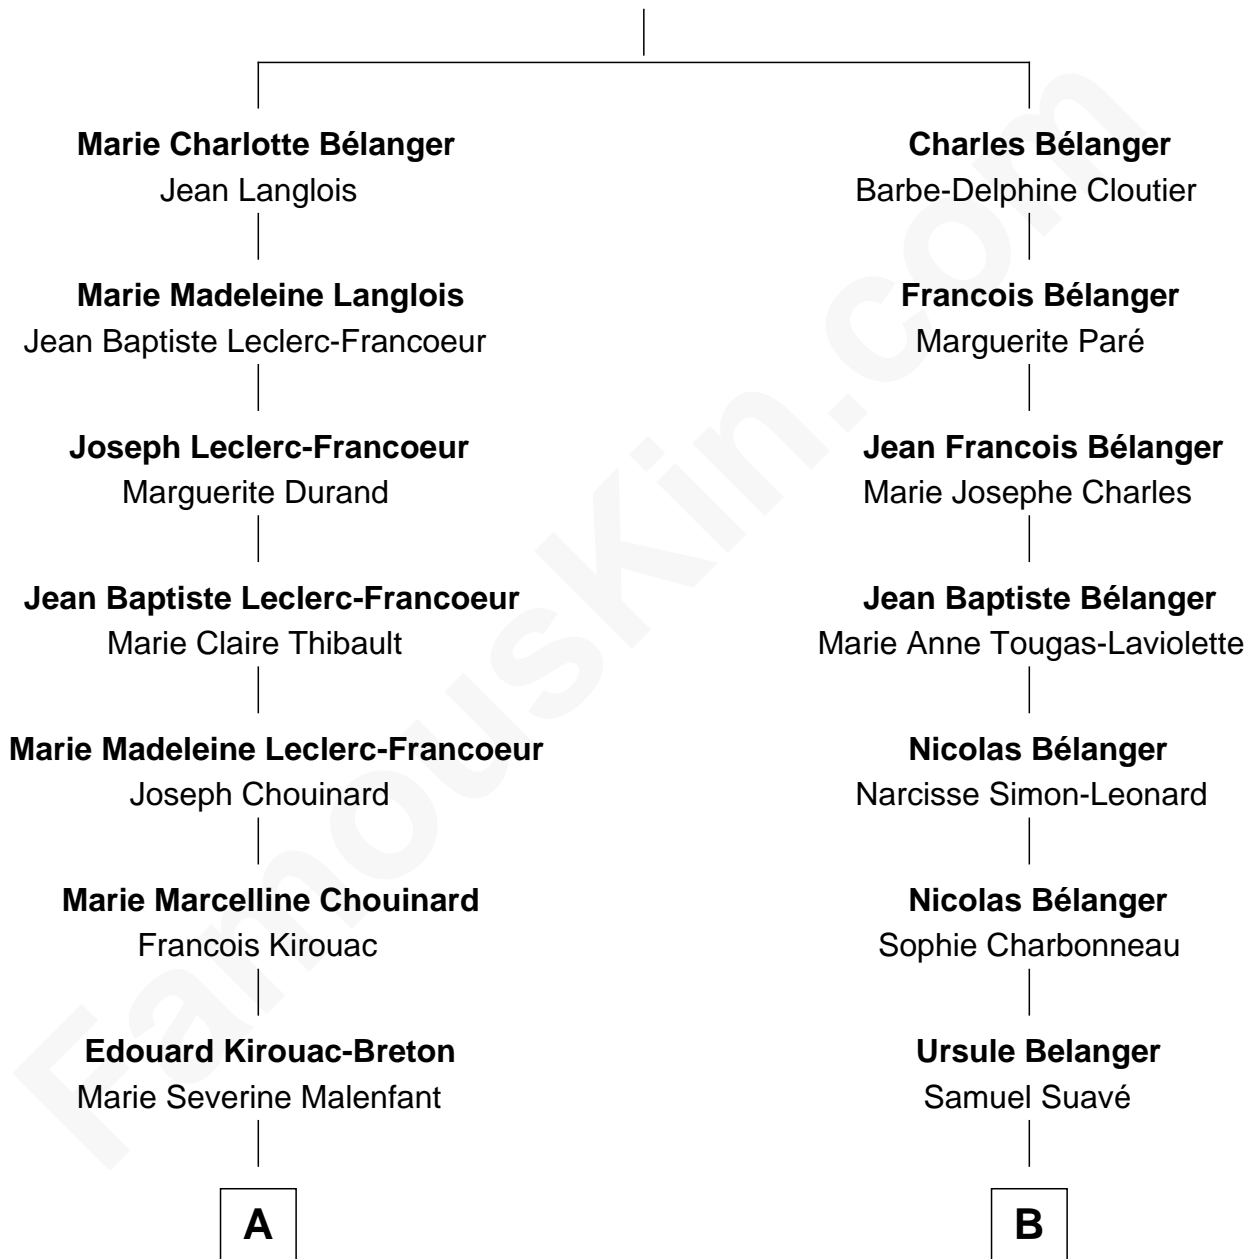 Marie Charlotte Bélanger
Jean Langlois
Charles Bélanger
Barbe-Delphine Cloutier
Marie Madeleine Langlois
Jean Baptiste Leclerc-Francoeur
Francois Bélanger
Marguerite Paré
Joseph Leclerc-Francoeur
Marguerite Durand
Jean Francois Bélanger
Marie Josephe Charles
Jean Baptiste Leclerc-Francoeur
Marie Claire Thibault
Jean Baptiste Bélanger
Marie Anne Tougas-Laviolette
Marie Madeleine Leclerc-Francoeur
Joseph Chouinard
Nicolas Bélanger
Narcisse Simon-Leonard
Marie Marcelline Chouinard
Francois Kirouac
Nicolas Bélanger
Sophie Charbonneau
Edouard Kirouac-Breton
Marie Severine Malenfant
Ursule Belanger
Samuel Suavé
A
B
FamousKin.com